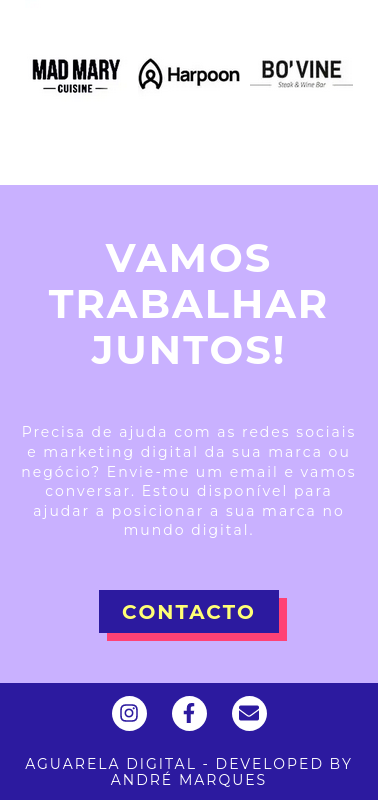 MAD MARY
CUISINE
Harpoon
BO'VINE
Steak & Wine Bar
VAMOS
TRABALHAR
JUNTOS!
Precisa de ajuda com as redes sociais
e marketing digital da sua marca ou
negócio? Envie-me um email e vamos
conversar. Estou disponível para
ajudar a posicionar a sua marca no
mundo digital.
CONTACTO
AGUARELA DIGITAL - DEVELOPED BY
ANDRÉ MARQUES